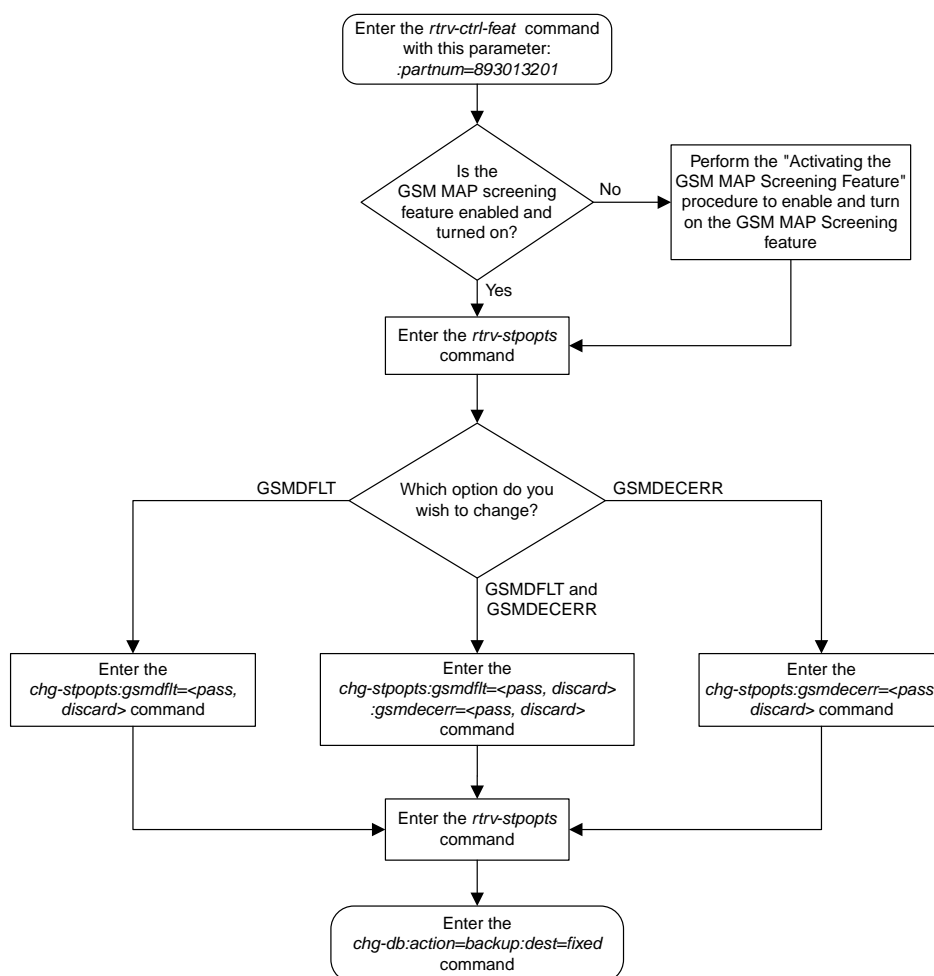 Enter the rtrv-ctrl-feat command
with this parameter:
:partnum=893013201
Is the
GSM MAP screening
feature enabled and
turned on?
No
Perform the "Activating the
GSM MAP Screening Feature"
procedure to enable and turn
on the GSM MAP Screening
feature
Yes
Enter the rtrv-stpopts
command
Which option do you
wish to change?
GSMDFLT
GSMDECERR
GSMDFLT and
GSMDECERR
Enter the
chg-stpopts:gsmdflt=<pass,
discard> command
Enter the
chg-stpopts:gsmdflt=<pass, discard>
:gsmdecerr=<pass, discard>
command
Enter the
chg-stpopts:gsmdecerr=<pass
discard> command
Enter the rtrv-stpopts
command
Enter the
chg-db:action=backup:dest=fixed
command